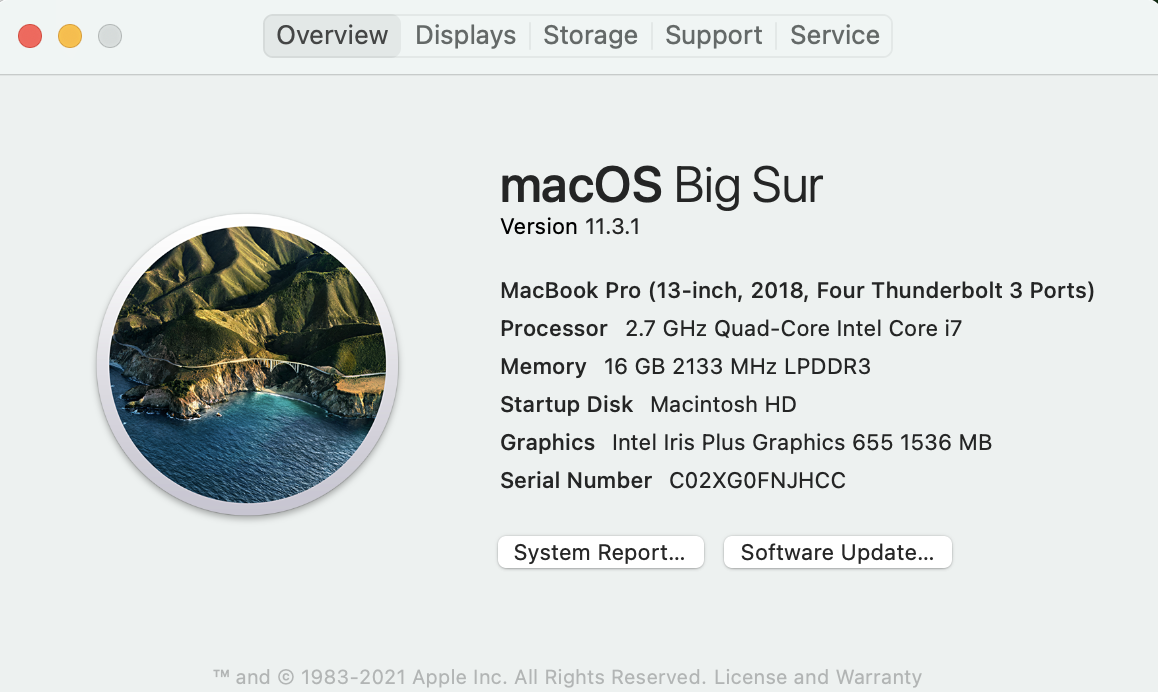 Overview Displays Storage Support Service
macOS Big Sur
Version 11.3.1
MacBook Pro (13-inch, 2018, Four Thunderbolt 3 Ports)
Processor 2.7 GHz Quad-Core Intel Core i7
Memory 16 GB 2133 MHz LPDDR3
Startup Disk Macintosh HD
Graphics Intel Iris Plus Graphics 655 1536 MB
Serial Number C02XG0FNJHCC
System Report... Software Update...
™ and © 1983-2021 Apple Inc. All Rights Reserved. License and Warranty